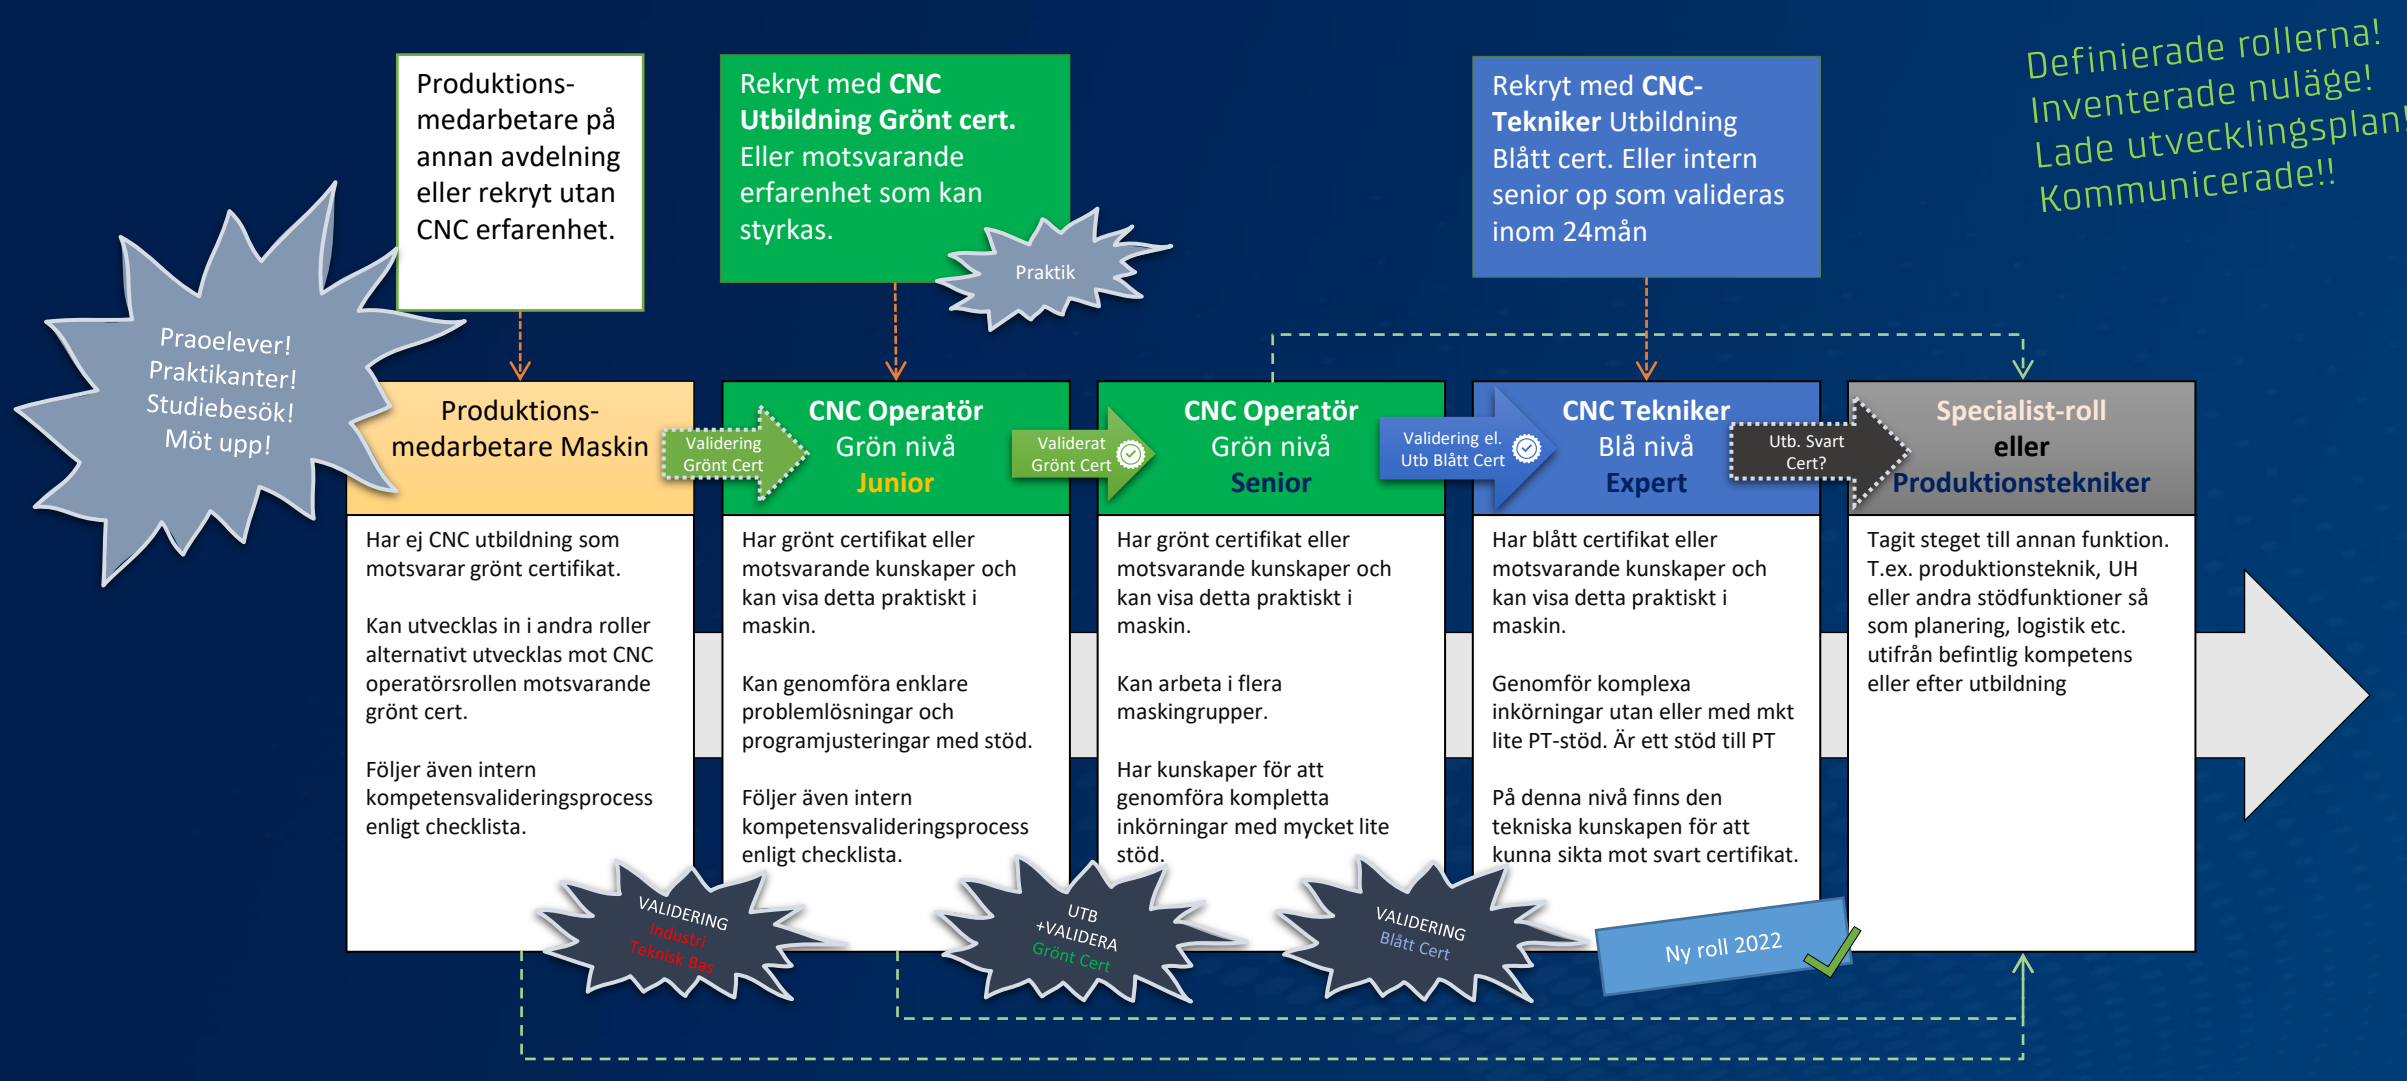 Definierade rollerna!
Inventerade nuläge!
Lade utvecklingsplan!
Kommunicerade!!
Produktions-
medarbetare på
annan avdelning
eller rekryt utan
CNC erfarenhet.
Rekryt med CNC
Utbildning Grönt cert.
Eller motsvarande
erfarenhet som kan
styrkas.
Praktik
Rekryt med CNC-
Tekniker Utbildning
Blått cert. Eller intern
senior op som valideras
inom 24mån
Praoelever!
Praktikanter!
Studiebesök!
Möt upp!
Produktions-
medarbetare Maskin
Validering
Grönt Cert
CNC Operatör
Grön nivå
Junior
Validerat
Grönt Cert
CNC Operatör
Grön nivå
Senior
Validering el.
Utb Blått Cert
CNC Tekniker
Blå nivå
Expert
Utb. Svart
Cert?
Specialist-roll
eller
Produktionstekniker
Har ej CNC utbildning som
motsvarar grönt certifikat.
Kan utvecklas in i andra roller
alternativt utvecklas mot CNC
operatörsrollen motsvarande
grönt cert.
Följer även intern
kompetensvalideringsprocess
enligt checklista.
Har grönt certifikat eller
motsvarande kunskaper och
kan visa detta praktiskt i
maskin.
Kan genomföra enklare
problemlösningar och
programjusteringar med stöd.
Följer även intern
kompetensvalideringsprocess
enligt checklista.
Har grönt certifikat eller
motsvarande kunskaper och
kan visa detta praktiskt i
maskin.
Kan arbeta i flera
maskingrupper.
Har kunskaper för att
genomföra kompletta
inkörningar med mycket lite
stöd.
Har blått certifikat eller
motsvarande kunskaper och
kan visa detta praktiskt i
maskin.
Genomför komplexa
inkörningar utan eller med mkt
lite PT-stöd. Är ett stöd till PT
På denna nivå finns den
tekniska kunskapen för att
kunna sikta mot svart certifikat.
Tagit steget till annan funktion.
T.ex. produktionsteknik, UH
eller andra stödfunktioner så
som planering, logistik etc.
utifrån befintlig kompetens
eller efter utbildning
VALIDERING
Industri
Teknisk Bas
UTB
+VALIDERA
Grönt Cert
VALIDERING
Blått Cert
Ny roll 2022